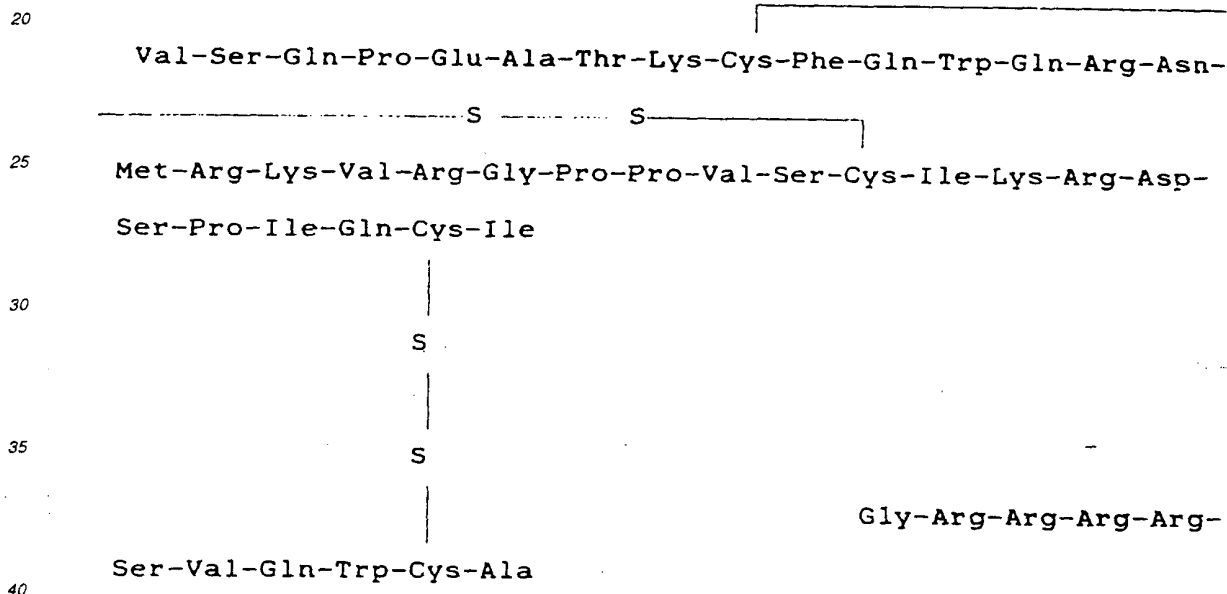 20
Val-Ser-Gln-Pro-Glu-Ala-Thr-Lys-Cys-Phe-Gln-Trp-Gln-Arg-Asn-
S S
25 Met-Arg-Lys-Val-Arg-Gly-Pro-Pro-Val-Ser-Cys-Ile-Lys-Arg-Asp-
Ser-Pro-Ile-Gln-Cys-Ile
30
S
35 S
Gly-Arg-Arg-Arg-Arg-
Ser-Val-Gln-Trp-Cys-Ala
40